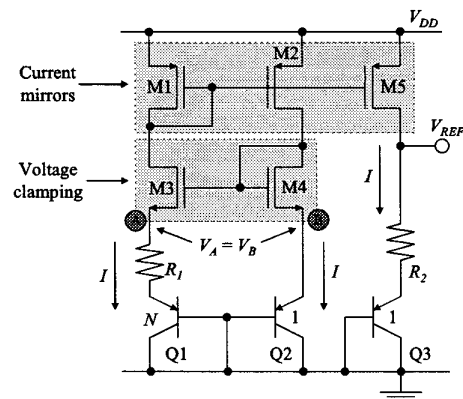 V_DD
M2
Current
mirrors
M1
M5
V_REF
Voltage
clamping
M3
M4
I
A
V_A = V_B
B
I
R_1
I
R_2
N
1
1
Q1
Q2
Q3